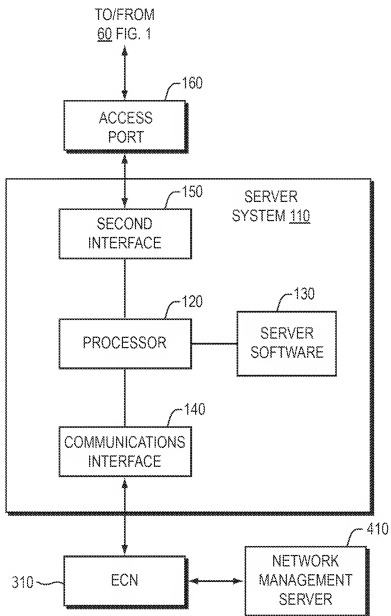 TO/FROM
60 FIG. 1
160
ACCESS
PORT
150
SECOND
INTERFACE
SERVER
SYSTEM 110
120
PROCESSOR
130
SERVER
SOFTWARE
140
COMMUNICATIONS
INTERFACE
410
310
ECN
NETWORK
MANAGEMENT
SERVER